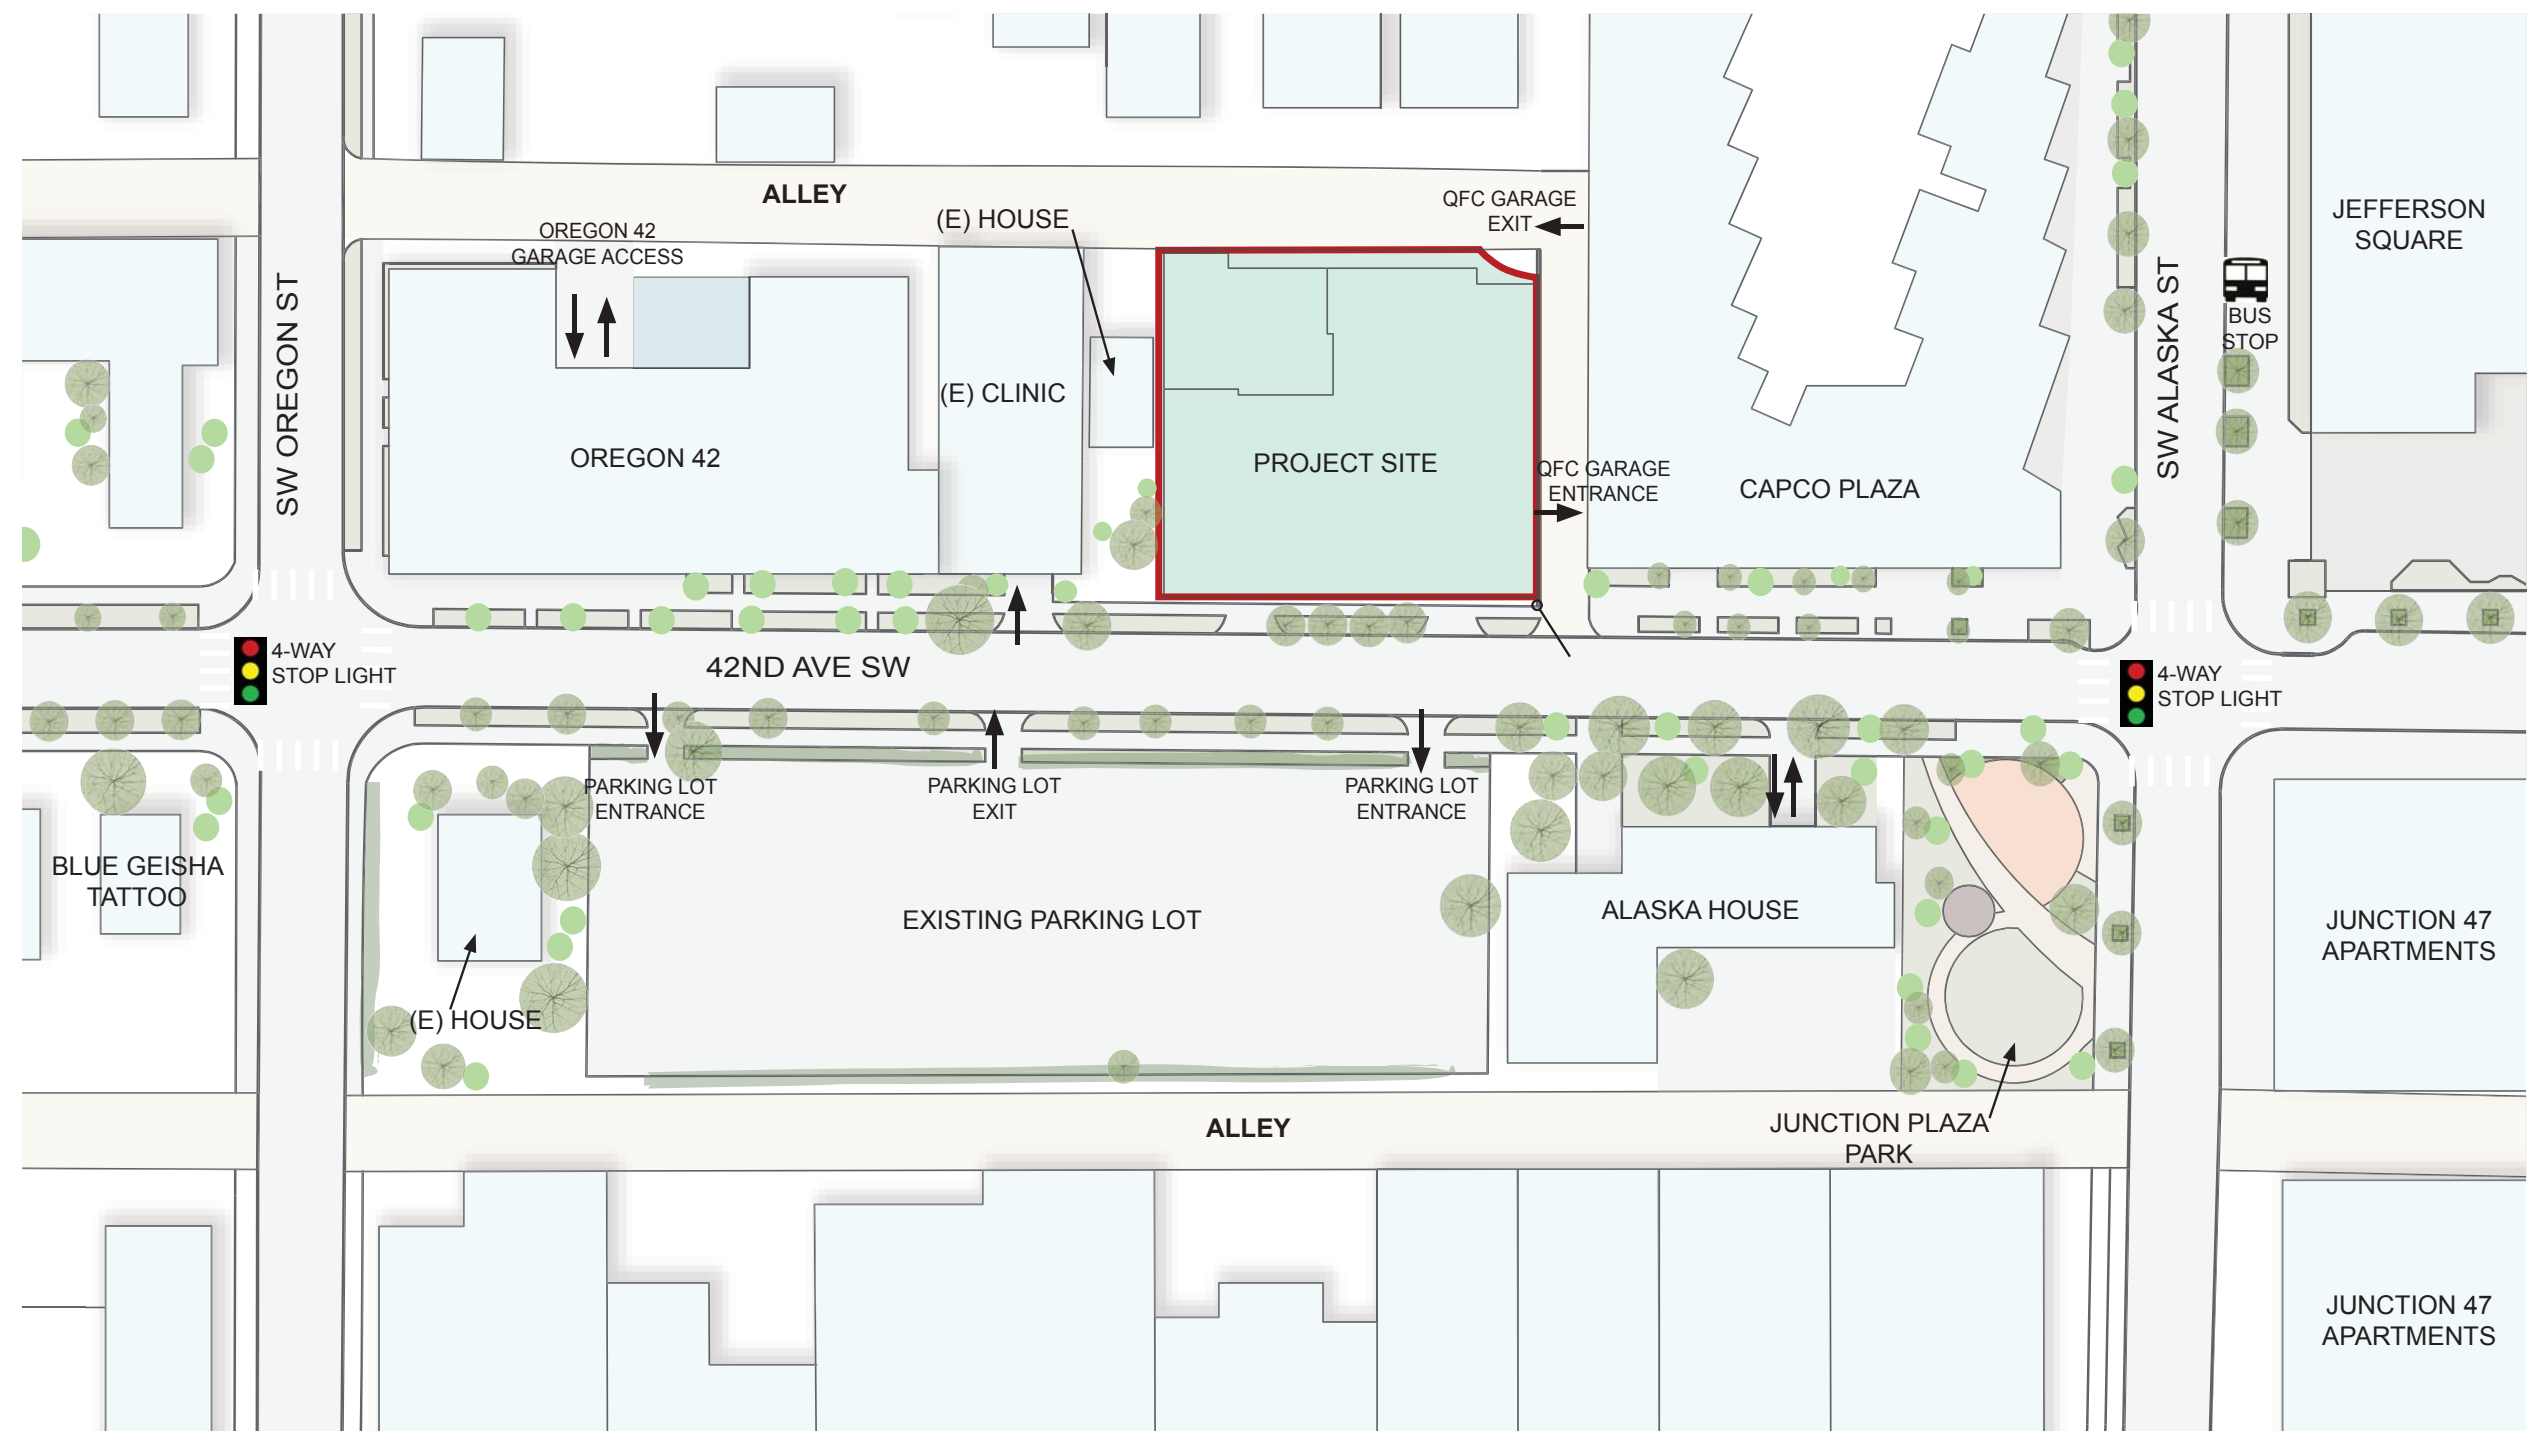 ALLEY
QFC GARAGE
EXIT
(E) HOUSE
OREGON 42
GARAGE ACCESS
JEFFERSON
SQUARE
SW OREGON ST
SW ALASKA ST
BUS
STOP
(E) CLINIC
OREGON 42
PROJECT SITE
QFC GARAGE
ENTRANCE
CAPCO PLAZA
4-WAY
STOP LIGHT
42ND AVE SW
4-WAY
STOP LIGHT
PARKING LOT
ENTRANCE
PARKING LOT
EXIT
PARKING LOT
ENTRANCE
BLUE GEISHA
TATTOO
EXISTING PARKING LOT
ALASKA HOUSE
JUNCTION 47
APARTMENTS
(E) HOUSE
ALLEY
JUNCTION PLAZA
PARK
JUNCTION 47
APARTMENTS